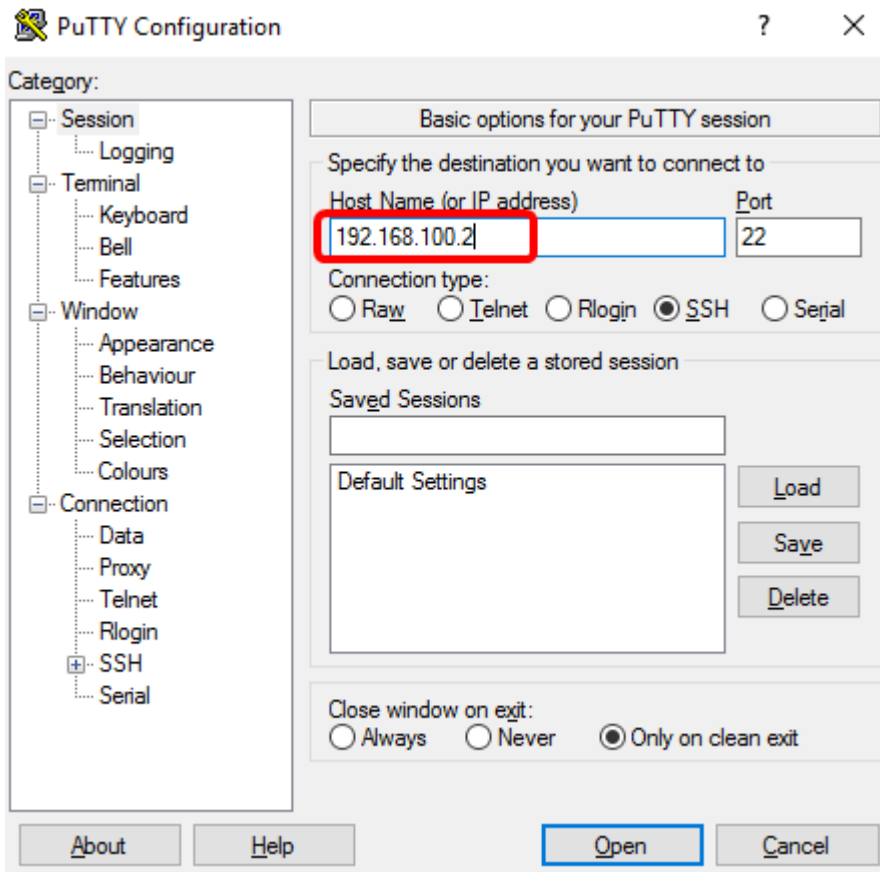 PuTTY Configuration
?
Category:
Session
Logging
Terminal
Keyboard
Bell
Features
Window
Appearance
Behaviour
Translation
Selection
Colours
Connection
Data
Proxy
Telnet
Rlogin
SSH
Serial
Basic options for your PuTTY session
Specify the destination you want to connect to
Host Name (or IP address) Port
192.168.100.2 22
Connection type:
Raw Telnet Rlogin SSH Serial
Load, save or delete a stored session
Saved Sessions
Default Settings
Load
Save
Delete
Close window on exit:
Always Never Only on clean exit
About Help Open Cancel